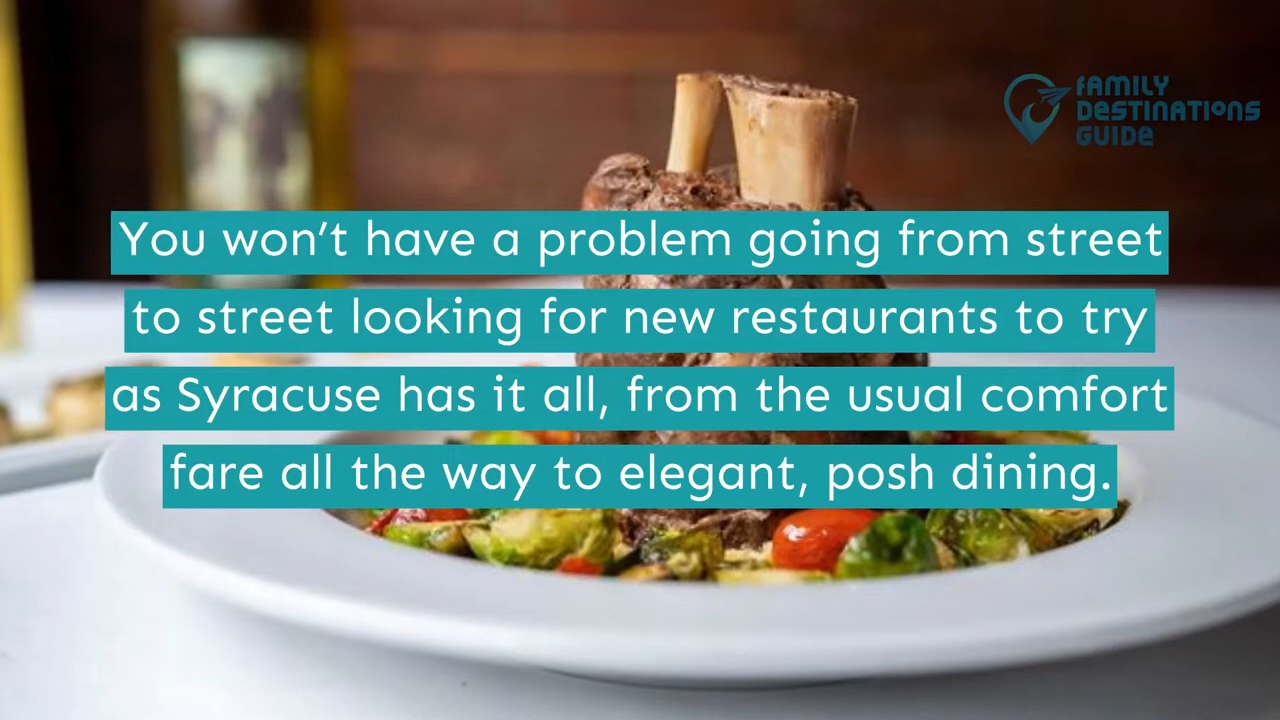 FAMILY
DESTINATIONS
GUIDE
You won't have a problem going from street
to street looking for new restaurants to try
as Syracuse has it all, from the usual comfort
fare all the way to elegant, posh dining.